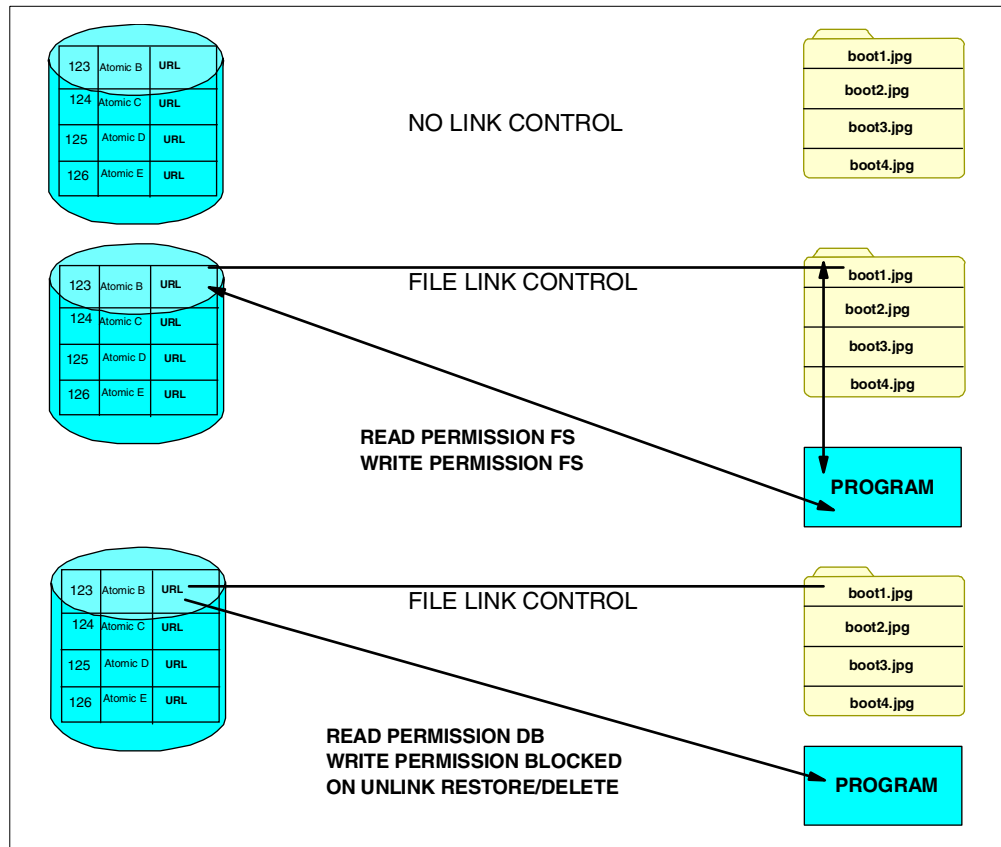 123 Atomic B URL
124 Atomic C URL
125 Atomic D URL
126 Atomic E URL
NO LINK CONTROL
boot1.jpg
boot2.jpg
boot3.jpg
boot4.jpg
123 Atomic B URL
124 Atomic C URL
125 Atomic D URL
126 Atomic E URL
FILE LINK CONTROL
boot1.jpg
boot2.jpg
boot3.jpg
boot4.jpg
READ PERMISSION FS
WRITE PERMISSION FS
PROGRAM
123 Atomic B URL
124 Atomic C URL
125 Atomic D URL
126 Atomic E URL
FILE LINK CONTROL
boot1.jpg
boot2.jpg
boot3.jpg
boot4.jpg
READ PERMISSION DB
WRITE PERMISSION BLOCKED
ON UNLINK RESTORE/DELETE
PROGRAM